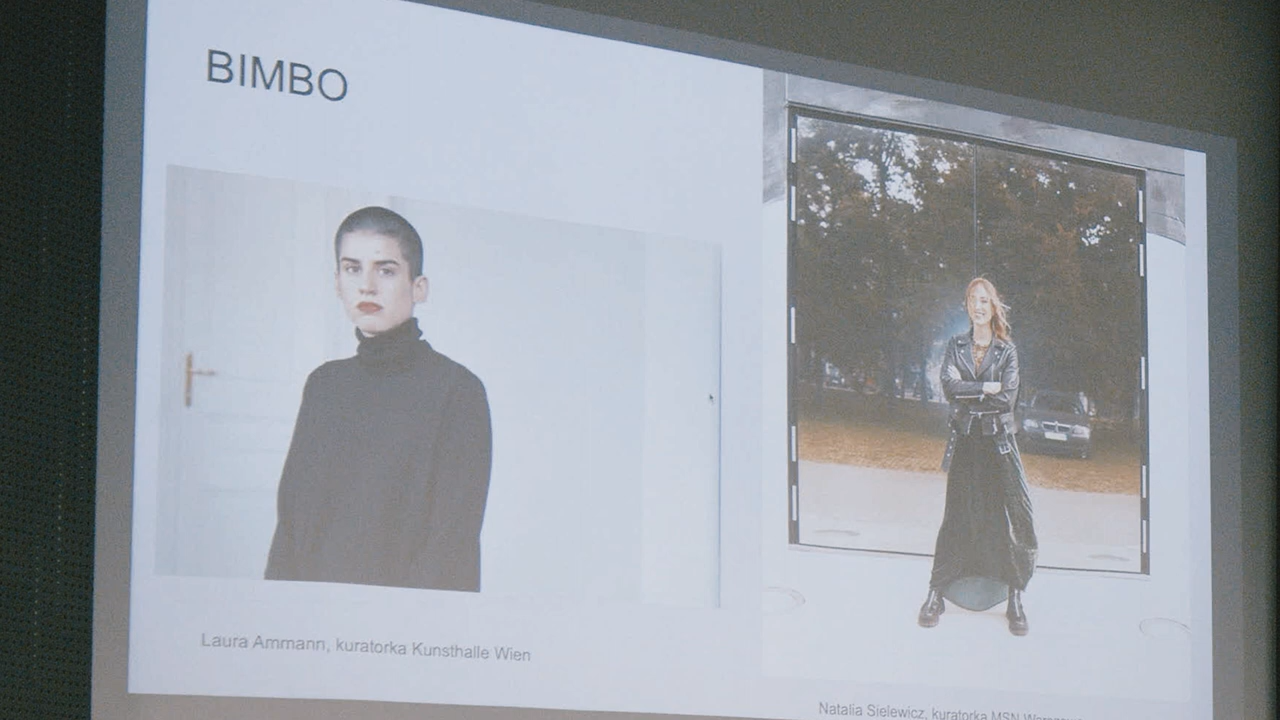 BIMBO
Laura Ammann, kuratorka Kunsthalle Wien
Natalia Sielewicz, kuratorka MSN